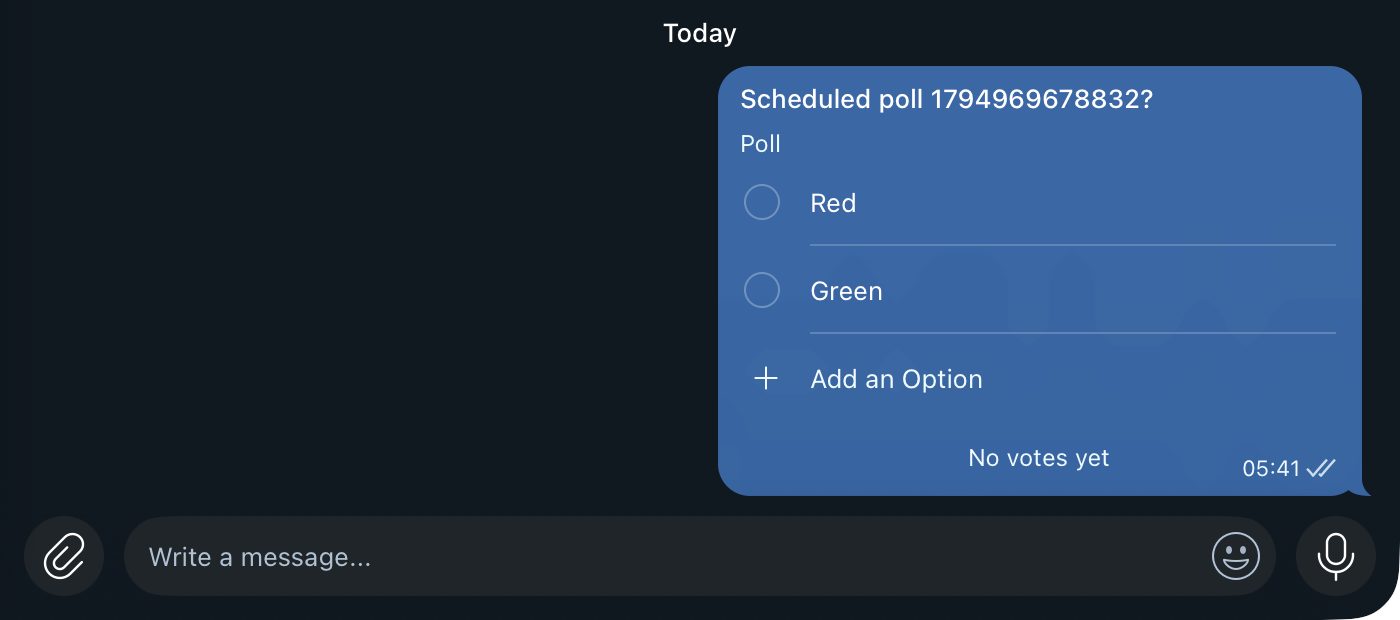 Today
Scheduled poll 1794969678832?
Poll
Red
Green
Add an Option
No votes yet
05:41
Write a message...